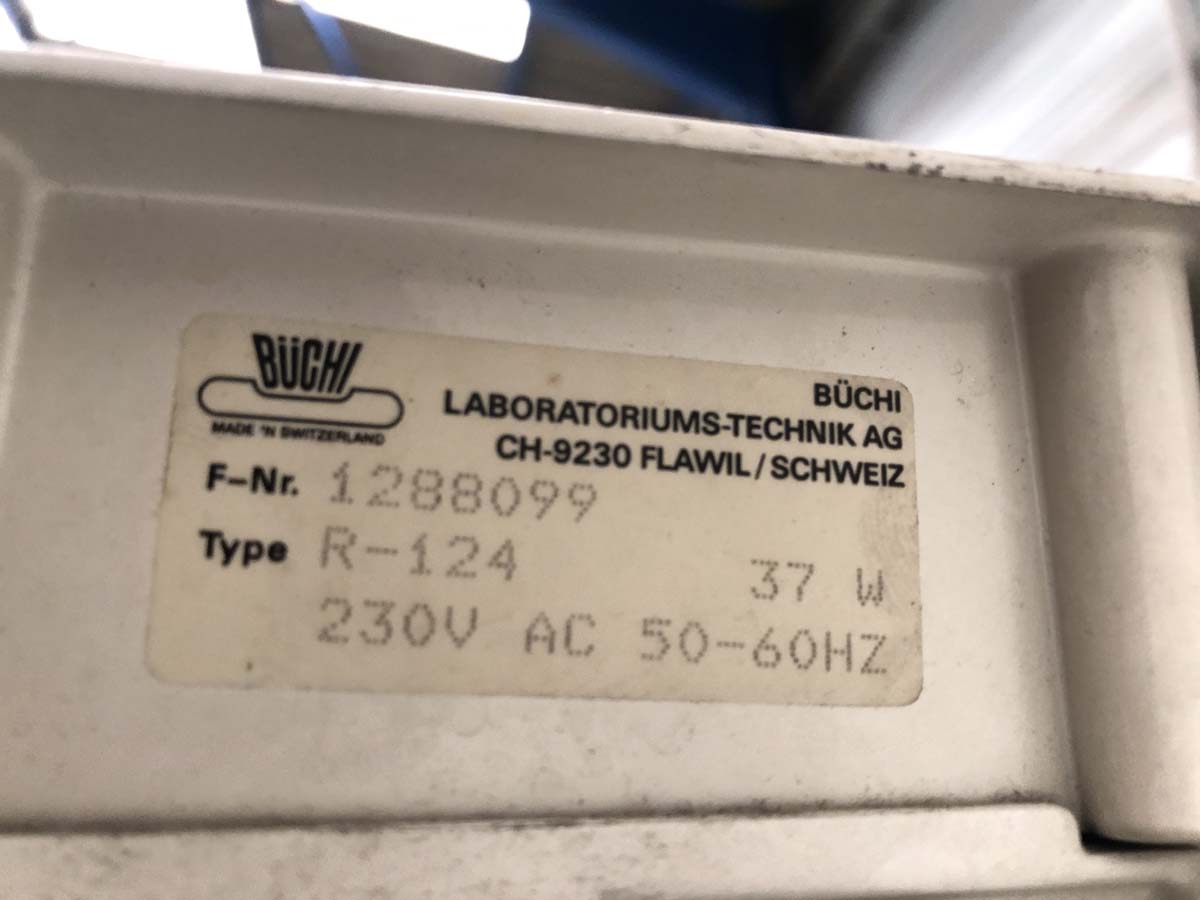 BÜCHI
MADE IN SWITZERLAND
BÜCHI
LABORATORIUMS-TECHNIK AG
CH-9230 FLAWIL/SCHWEIZ
F-Nr. 1288099
Type R-124 37 W
230V AC 50-60HZ